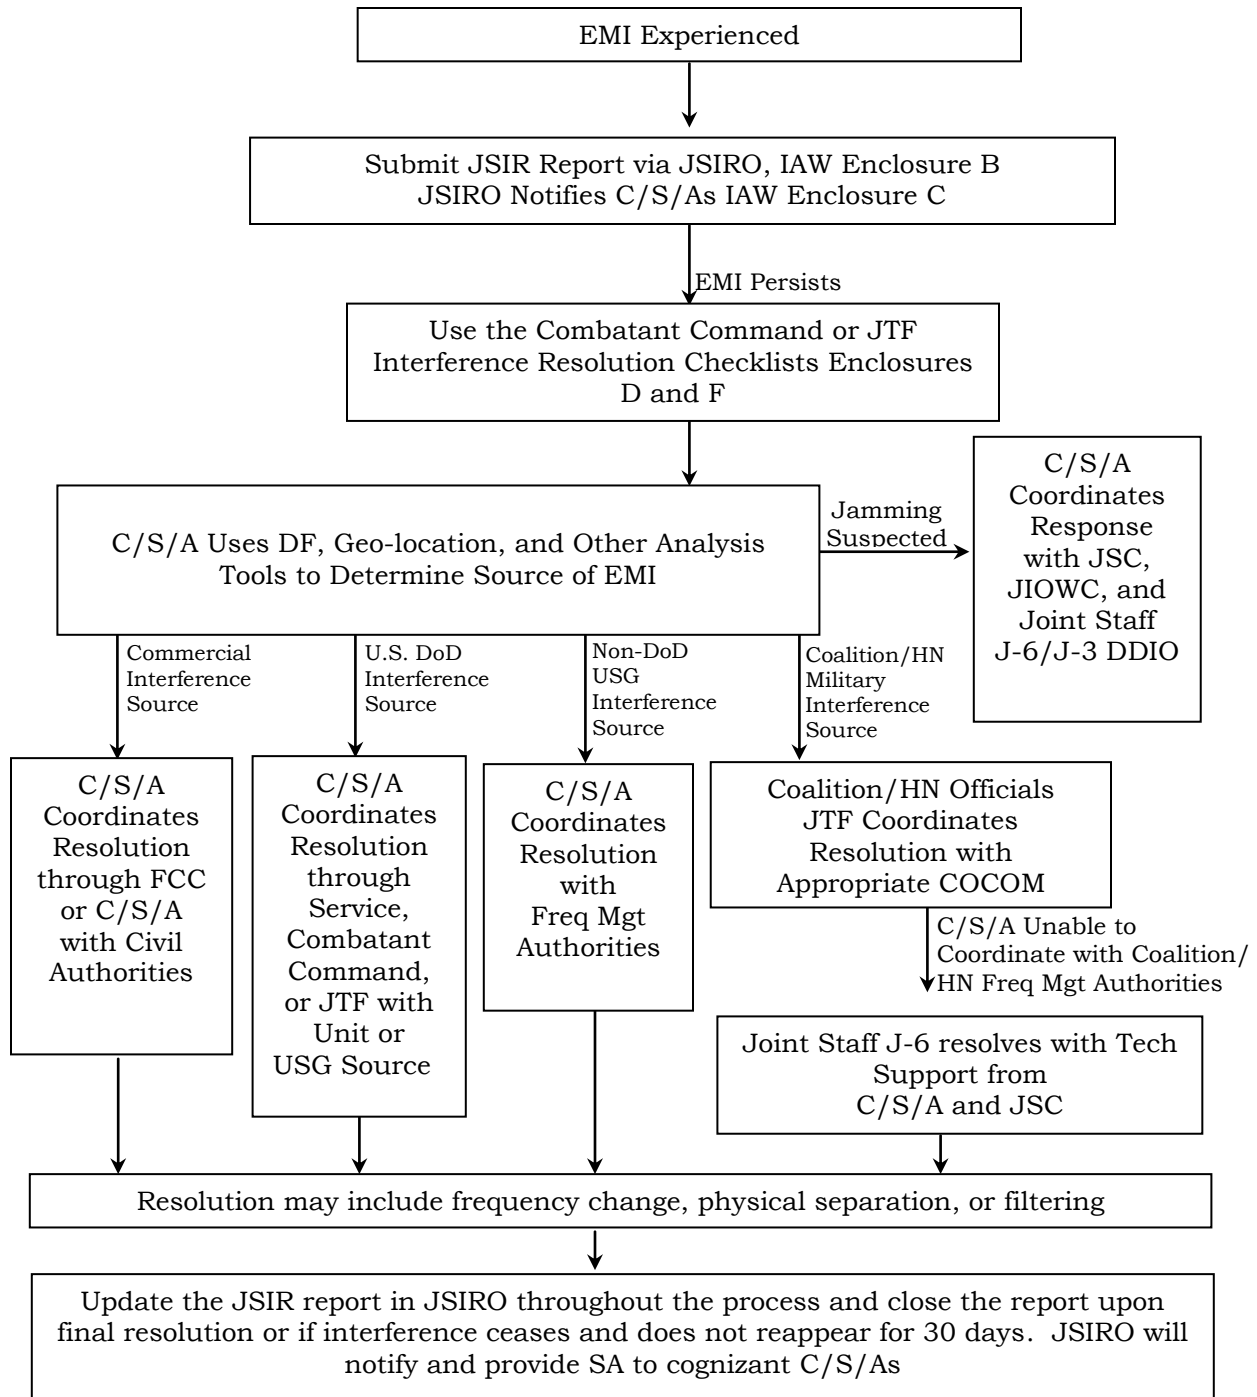 EMI Experienced
Submit JSIR Report via JSIRO, IAW Enclosure B
JSIRO Notifies C/S/As IAW Enclosure C
EMI Persists
Use the Combatant Command or JTF
Interference Resolution Checklists Enclosures
D and F
C/S/A Uses DF, Geo-location, and Other Analysis
Tools to Determine Source of EMI
Jamming
Suspected
C/S/A
Coordinates
Response
with JSC,
JIOWC, and
Joint Staff
J-6/J-3 DDIO
Commercial
Interference
Source
U.S. DoD
Interference
Source
Non-DoD
USG
Interference
Source
Coalition/HN
Military
Interference
Source
C/S/A
Coordinates
Resolution
through FCC
or C/S/A
with Civil
Authorities
C/S/A
Coordinates
Resolution
through
Service,
Combatant
Command,
or JTF with
Unit or
USG Source
C/S/A
Coordinates
Resolution
with
Freq Mgt
Authorities
Coalition/HN Officials
JTF Coordinates
Resolution with
Appropriate COCOM
C/S/A Unable to
Coordinate with Coalition/
HN Freq Mgt Authorities
Joint Staff J-6 resolves with Tech
Support from
C/S/A and JSC
Resolution may include frequency change, physical separation, or filtering
Update the JSIR report in JSIRO throughout the process and close the report upon
final resolution or if interference ceases and does not reappear for 30 days.  JSIRO will
notify and provide SA to cognizant C/S/As